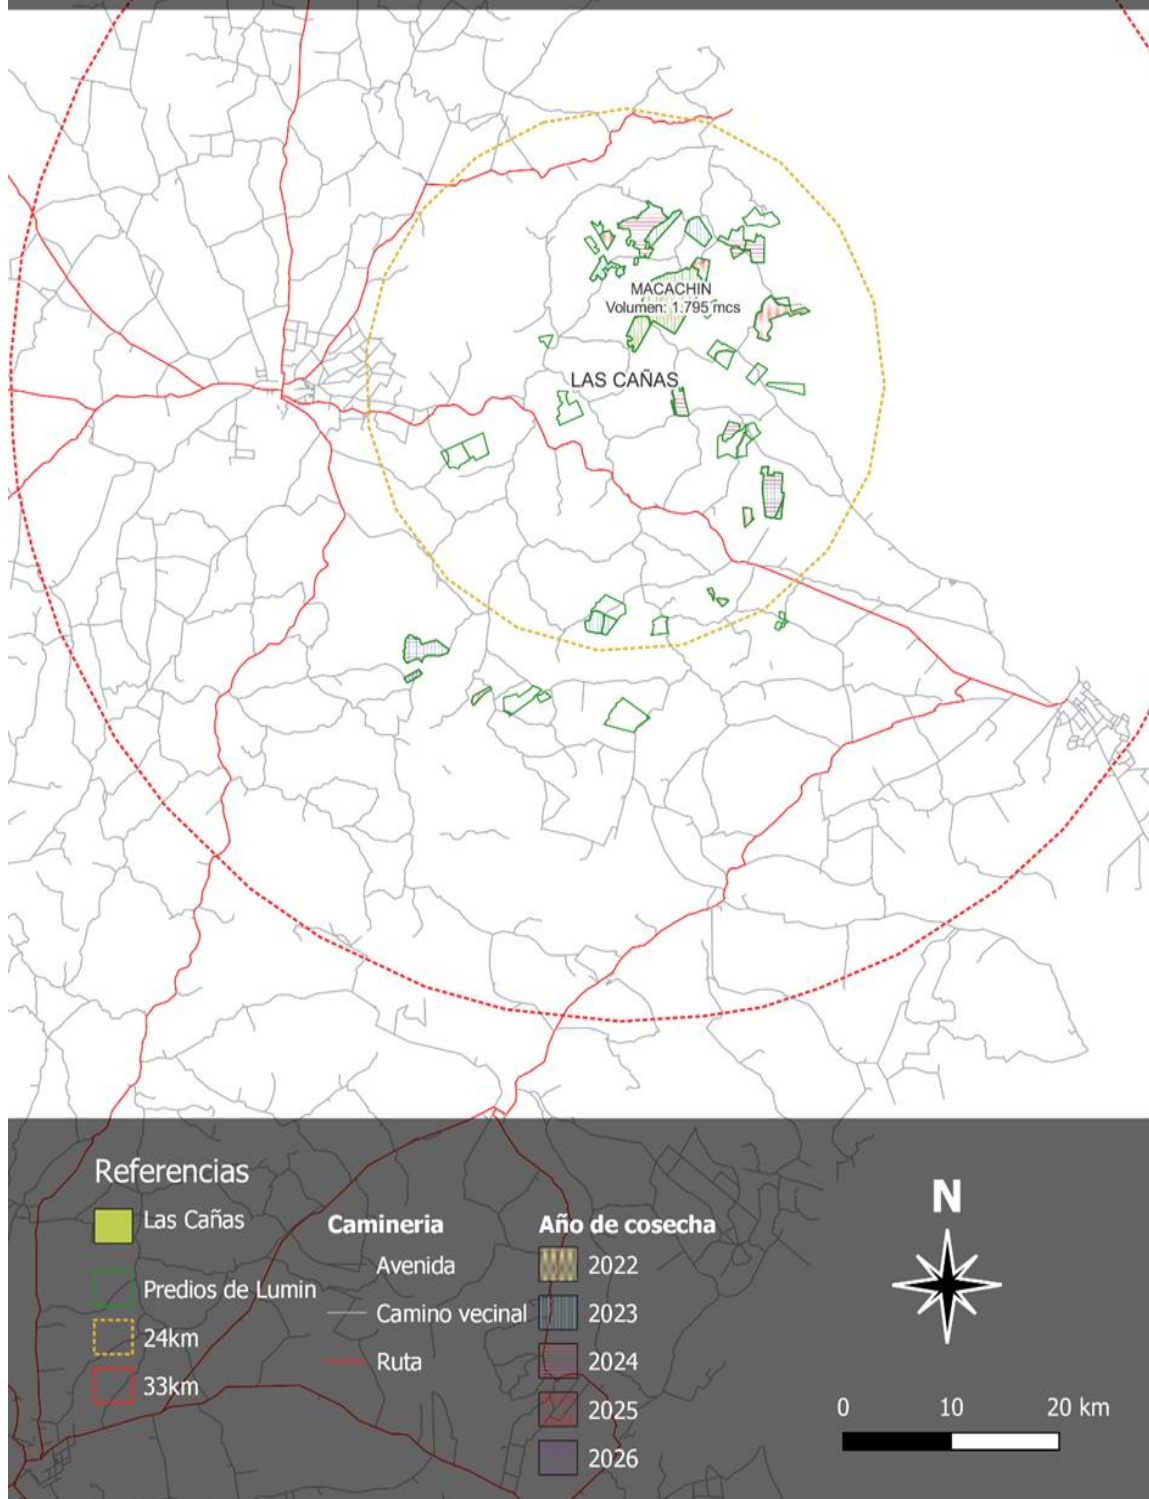 MACACHIN
Volumen: 1.795 mcs
LAS CAÑAS
Referencias
Las Cañas
Predios de Lumin
24km
33km
Camineria
Avenida
Camino vecinal
Ruta
Año de cosecha
2022
2023
2024
2025
2026
N
0 10 20 km